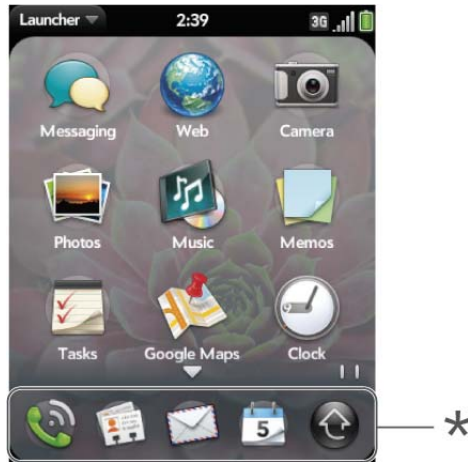 Launcher 2:39 3G
Messaging Web Camera
Photos Music Memos
Tasks Google Maps Clock
5
*